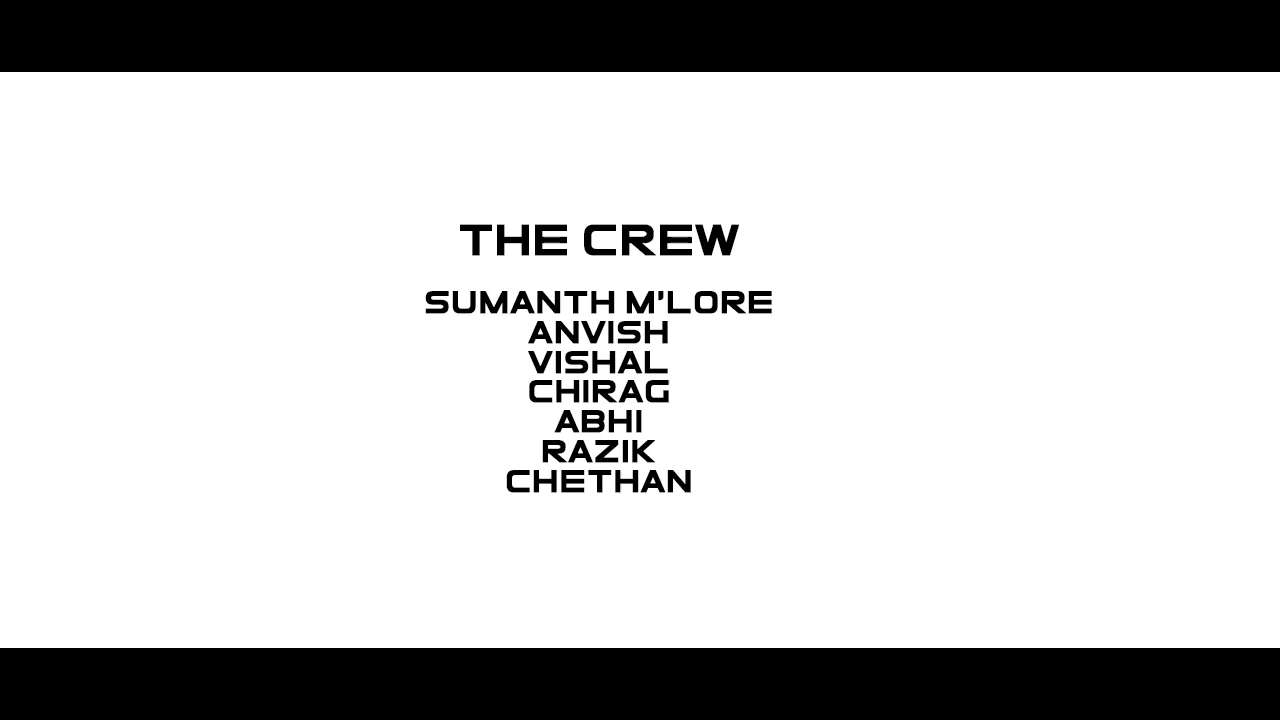 THE CREW
SUMANTH M'LORE
ANVISH
VISHAL
CHIRAG
ABHI
RAZIK
CHETHAN